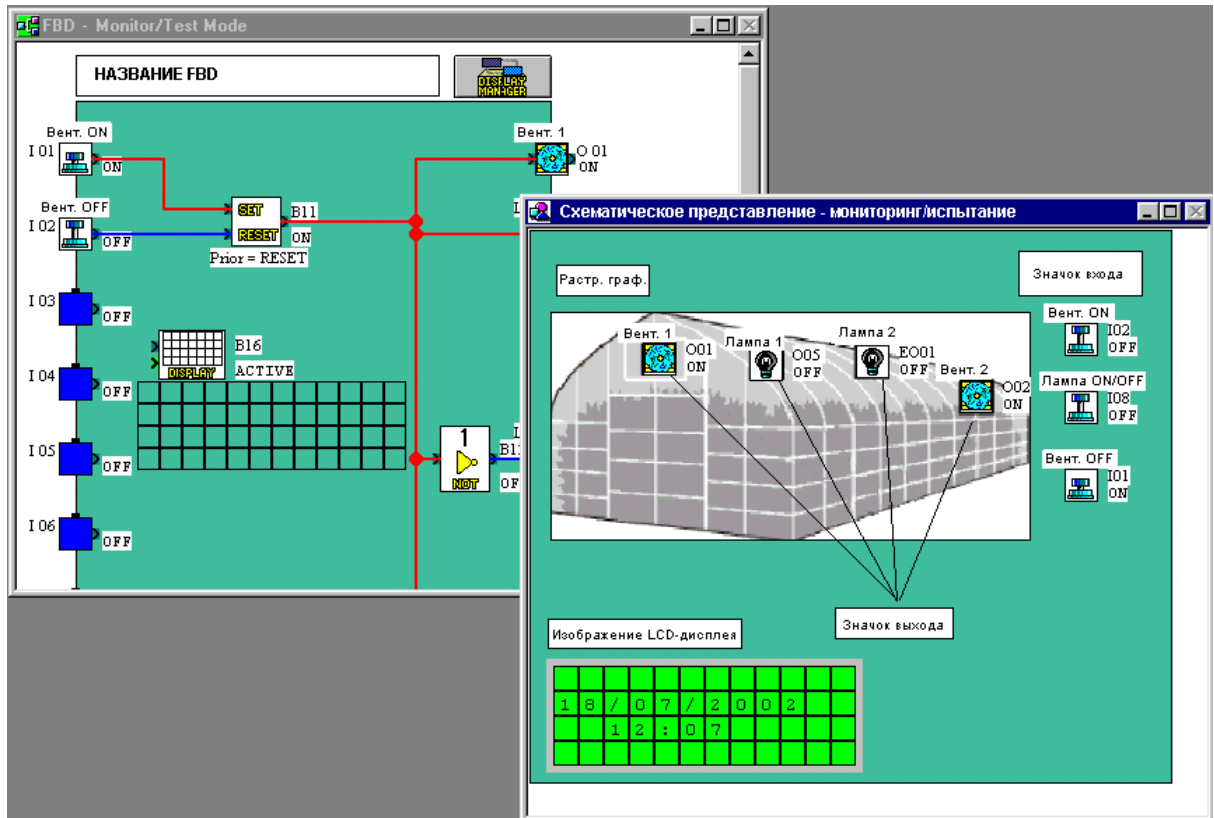 FBD - Monitor/Test Mode
НАЗВАНИЕ FBD
DISPLAY
MANAGER
Вент. ON
I 01
ON
Вент. OFF
I 02
OFF
SET
RESET
B11
ON
Prior = RESET
I 03
OFF
B16
DISPLAY
ACTIVE
I 04
OFF
I 05
OFF
I 06
OFF
1
NOT
Вент. 1
O 01
ON
Схематическое представление - мониторинг/испытание
Растр. граф.
Значок входа
Вент. 1
O01
ON
Лампа 1
O05
OFF
Лампа 2
EO01
OFF
Вент. 2
O02
ON
Вент. ON
I02
OFF
Лампа ON/OFF
I08
OFF
Вент. OFF
I01
ON
Значок выхода
Изображение LCD-дисплея
18/07/2002
12:07